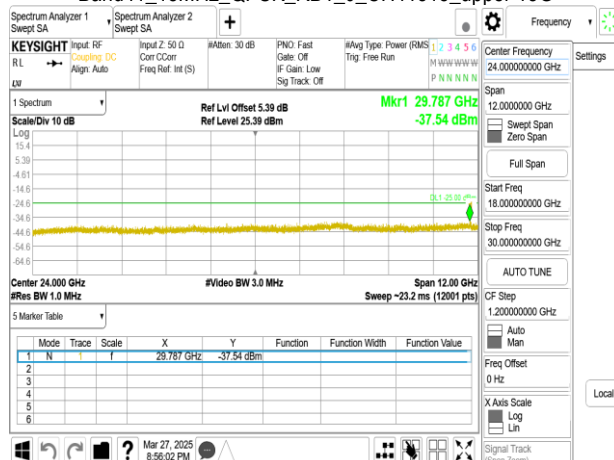 Spectrum Analyzer 1
Swept SA
Spectrum Analyzer 2
Swept SA
+
Frequency
KEYSIGHT
RL
Input: RF
Coupling: DC
Align: Auto
Input Z: 50 Ω
Corr CCorr
Freq Ref: Int (S)
#Atten: 30 dB
PNO: Fast
Gate: Off
IF Gain: Low
Sig Track: Off
#Avg Type: Power (RMS
Trig: Free Run
1 2 3 4 5 6
M W W W W W
P N N N N N
1 Spectrum
Scale/Div 10 dB
Ref Lvl Offset 5.39 dB
Ref Level 25.39 dBm
Mkr1 29.787 GHz
-37.54 dBm
Log
15.4
5.39
-4.61
-14.6
-24.6
-34.6
-44.6
-54.6
-64.6
DL1 -25.00 dBm
1
Center 24.000 GHz
#Res BW 1.0 MHz
#Video BW 3.0 MHz
Span 12.00 GHz
Sweep ~23.2 ms (12001 pts)
5 Marker Table
Mode Trace Scale X Y Function Function Width Function Value
1 N 1 f 29.787 GHz -37.54 dBm
2
3
4
5
6
Mar 27, 2025
8:56:02 PM
Center Frequency
24.000000000 GHz
Settings
Span
12.0000000 GHz
Swept Span
Zero Span
Full Span
Start Freq
18.000000000 GHz
Stop Freq
30.000000000 GHz
AUTO TUNE
CF Step
1.200000000 GHz
Auto
Man
Freq Offset
0 Hz
X Axis Scale
Log
Lin
Local
Signal Track